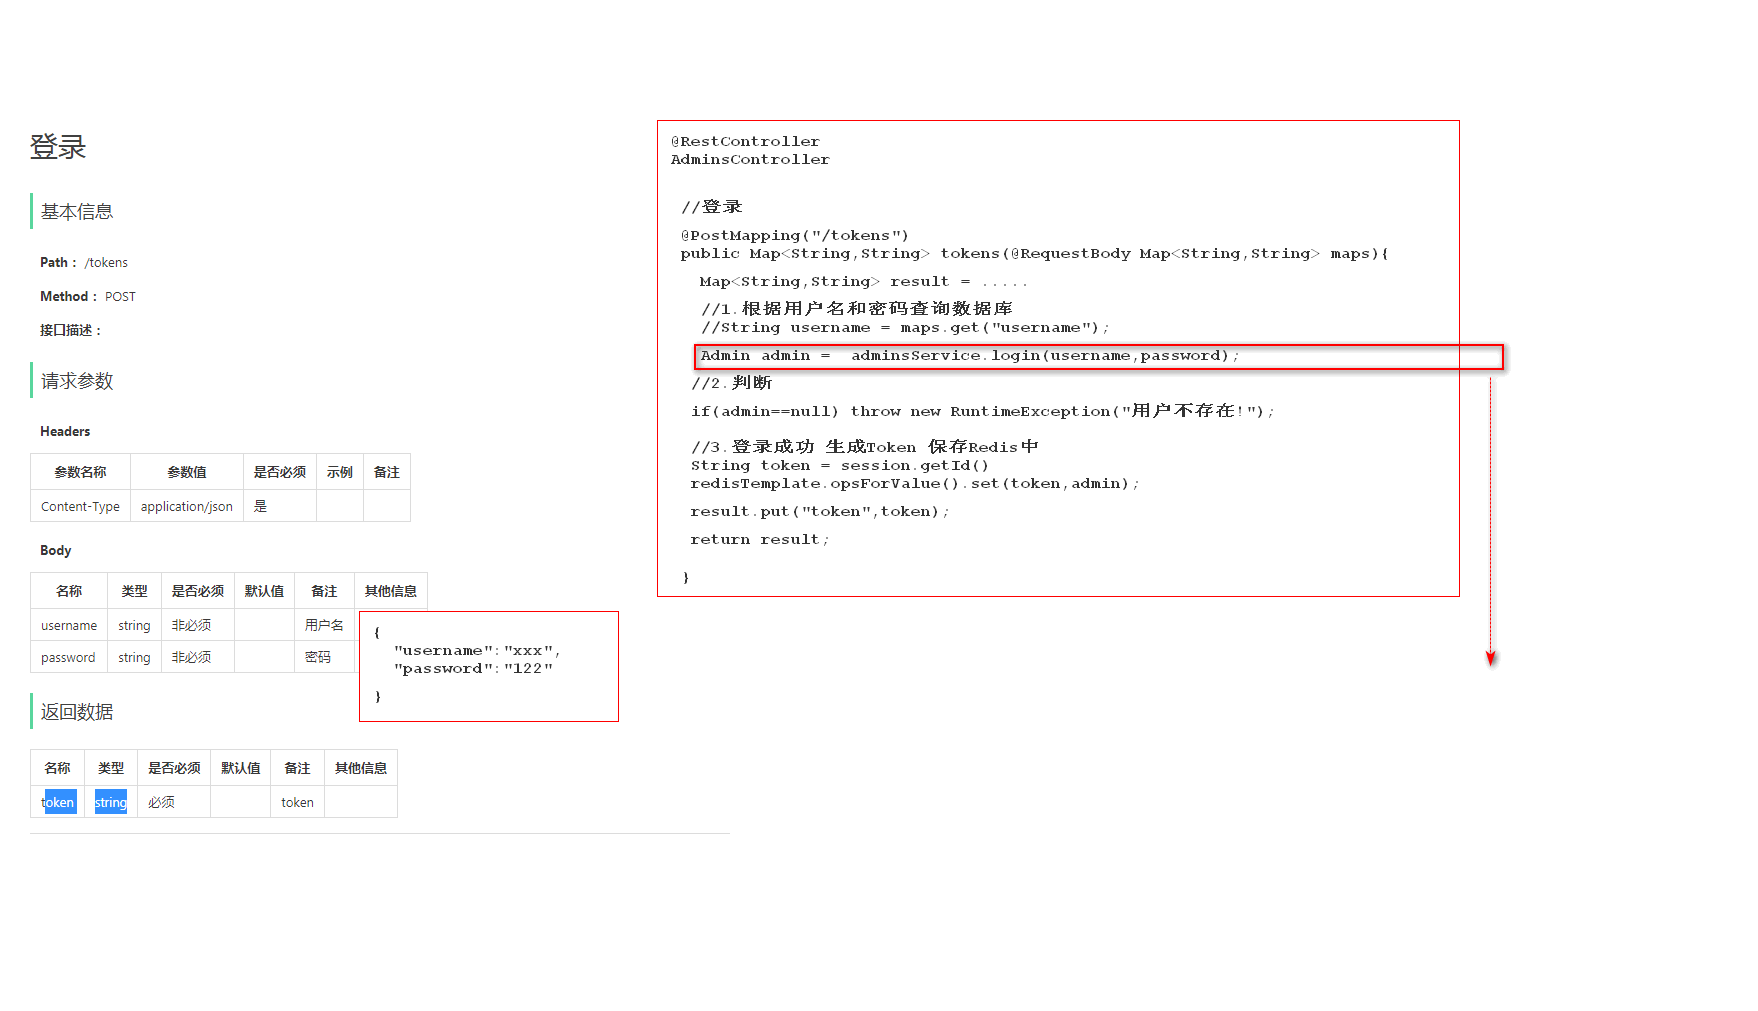 登录
基本信息
Path： /tokens
Method： POST
接口描述：
请求参数
Headers
参数名称 参数值 是否必须 示例 备注
Content-Type application/json 是
Body
名称 类型 是否必须 默认值 备注 其他信息
username string 非必须 用户名
password string 非必须 密码
{
"username":"xxx",
"password":"122"
}
返回数据
名称 类型 是否必须 默认值 备注 其他信息
token string 必须 token
@RestController
AdminsController
//登录
@PostMapping("/tokens")
public Map<String,String> tokens(@RequestBody Map<String,String> maps){
Map<String,String> result = .....
//1.根据用户名和密码查询数据库
//String username = maps.get("username");
Admin admin =  adminsService.login(username,password);
//2.判断
if(admin==null) throw new RuntimeException("用户不存在!");
//3.登录成功 生成Token 保存Redis中
String token = session.getId()
redisTemplate.opsForValue().set(token,admin);
result.put("token",token);
return result;
}